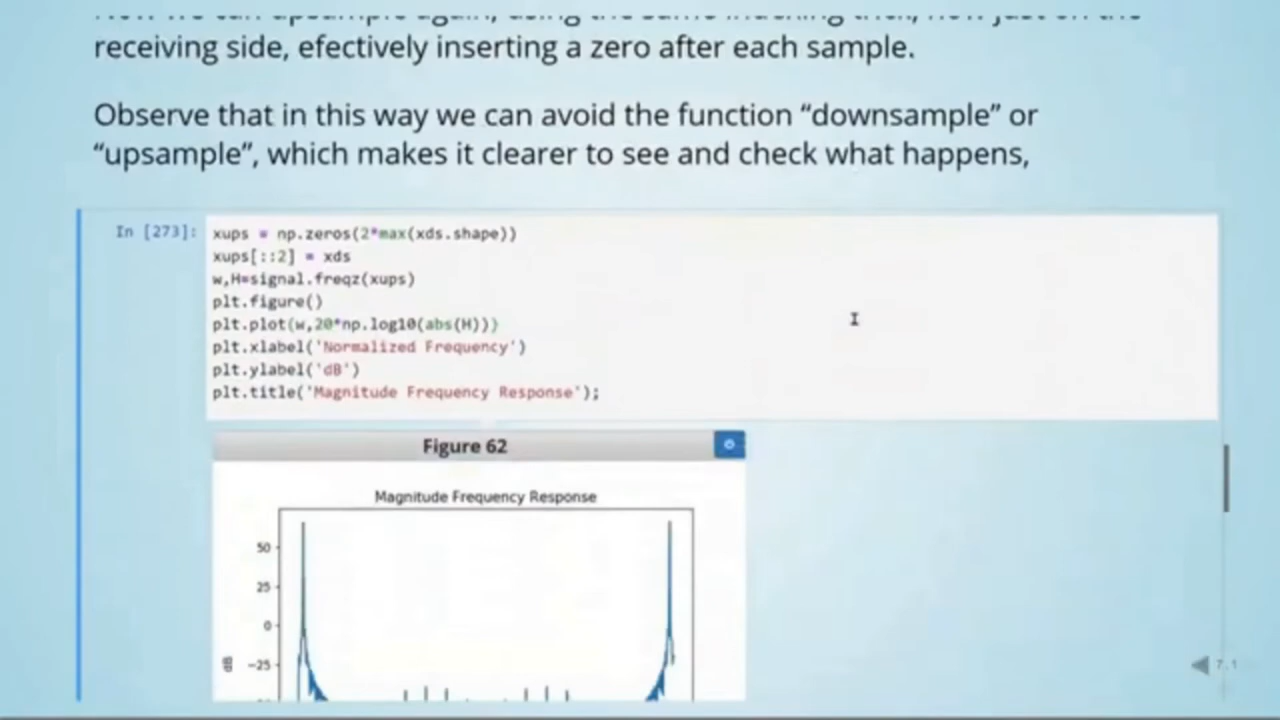 receiving side, efectively inserting a zero after each sample.
Observe that in this way we can avoid the function “downsample” or
“upsample”, which makes it clearer to see and check what happens,
In [273]:
xups = np.zeros(2*max(xds.shape))
xups[::2] = xds
w,H=signal.freqz(xups)
plt.figure()
plt.plot(w,20*np.log10(abs(H)))
plt.xlabel('Normalized Frequency')
plt.ylabel('dB')
plt.title('Magnitude Frequency Response');
Figure 62
Magnitude Frequency Response
50
25
0
dB
−25
7.1